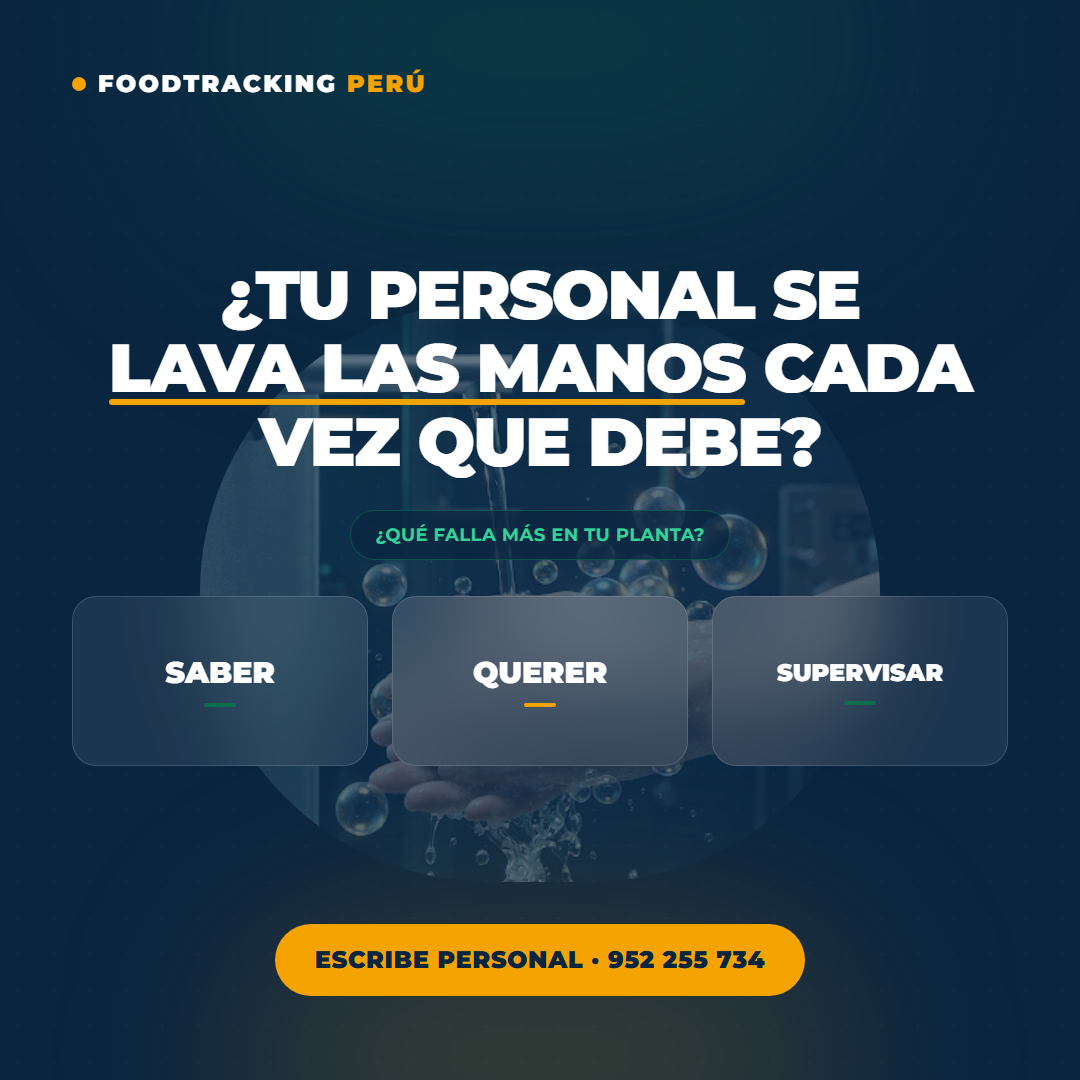 FOODTRACKING PERÚ
¿TU PERSONAL SE
LAVA LAS MANOS CADA
VEZ QUE DEBE?
¿QUÉ FALLA MÁS EN TU PLANTA?
SABER
QUERER
SUPERVISAR
ESCRIBE PERSONAL • 952 255 734